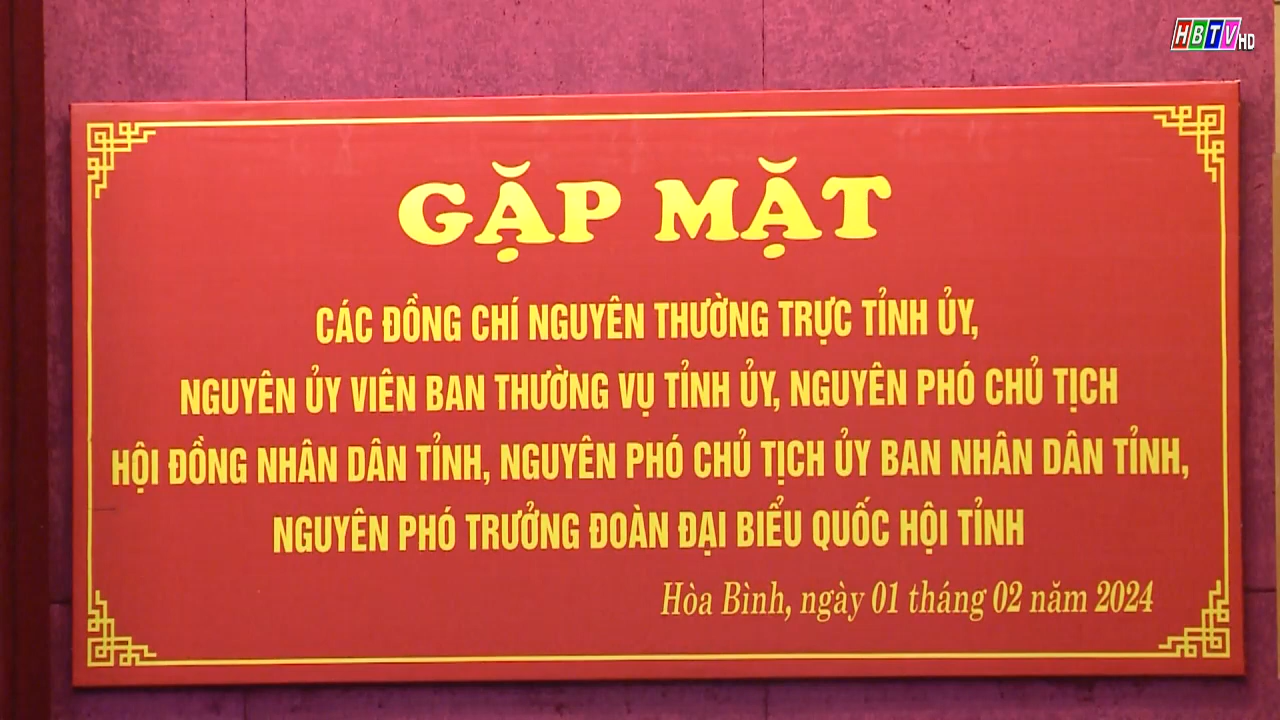 HBTV HD
GẶP MẶT
CÁC ĐỒNG CHÍ NGUYÊN THƯỜNG TRỰC TỈNH ỦY,
NGUYÊN ỦY VIÊN BAN THƯỜNG VỤ TỈNH ỦY, NGUYÊN PHÓ CHỦ TỊCH
HỘI ĐỒNG NHÂN DÂN TỈNH, NGUYÊN PHÓ CHỦ TỊCH ỦY BAN NHÂN DÂN TỈNH,
NGUYÊN PHÓ TRƯỞNG ĐOÀN ĐẠI BIỂU QUỐC HỘI TỈNH
Hòa Bình, ngày 01 tháng 02 năm 2024